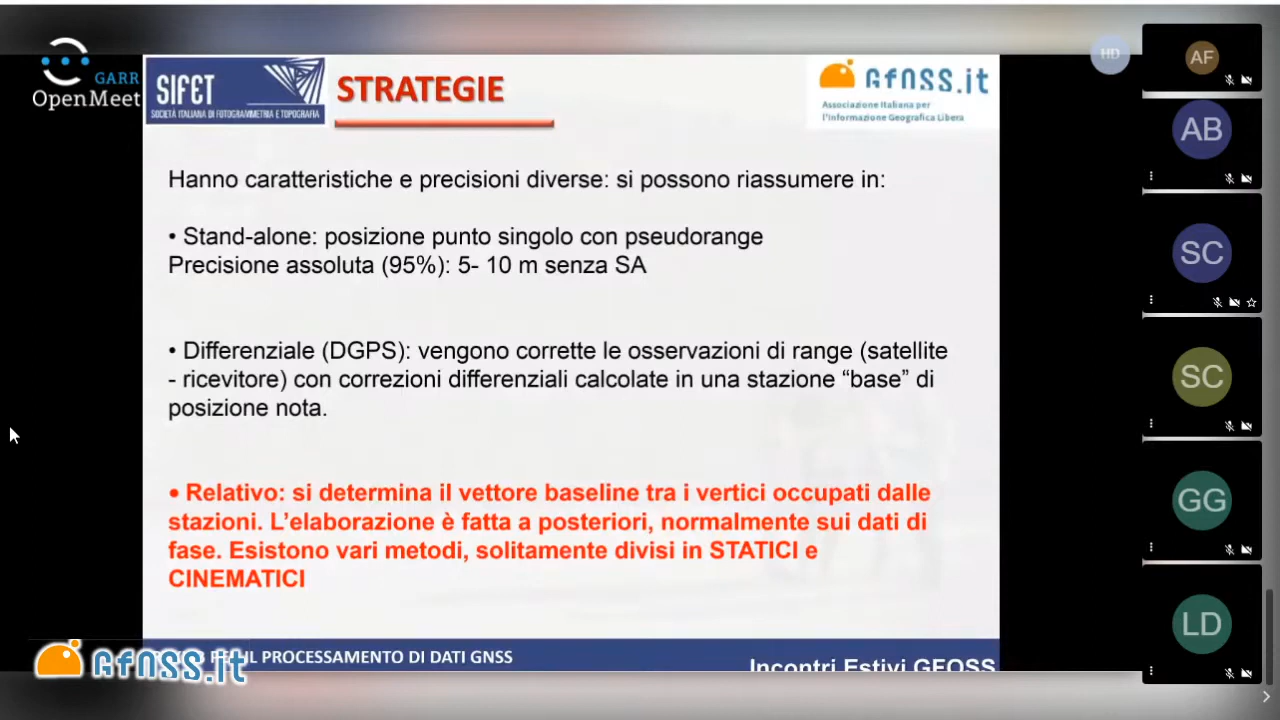 GARR
OpenMeet
SIFET
SOCIETÀ ITALIANA DI FOTOGRAMMETRIA E TOPOGRAFIA
STRATEGIE
GFOSS.it
Associazione Italiana per
l'Informazione Geografica Libera
Hanno caratteristiche e precisioni diverse: si possono riassumere in:
• Stand-alone: posizione punto singolo con pseudorange
Precisione assoluta (95%): 5- 10 m senza SA
• Differenziale (DGPS): vengono corrette le osservazioni di range (satellite
- ricevitore) con correzioni differenziali calcolate in una stazione “base” di
posizione nota.
• Relativo: si determina il vettore baseline tra i vertici occupati dalle
stazioni. L’elaborazione è fatta a posteriori, normalmente sui dati di
fase. Esistono vari metodi, solitamente divisi in STATICI e
CINEMATICI
IL PROCESSAMENTO DI DATI GNSS
Incontri Estivi GFOSS
GFOSS.it
HD
AF
AB
SC
SC
GG
LD